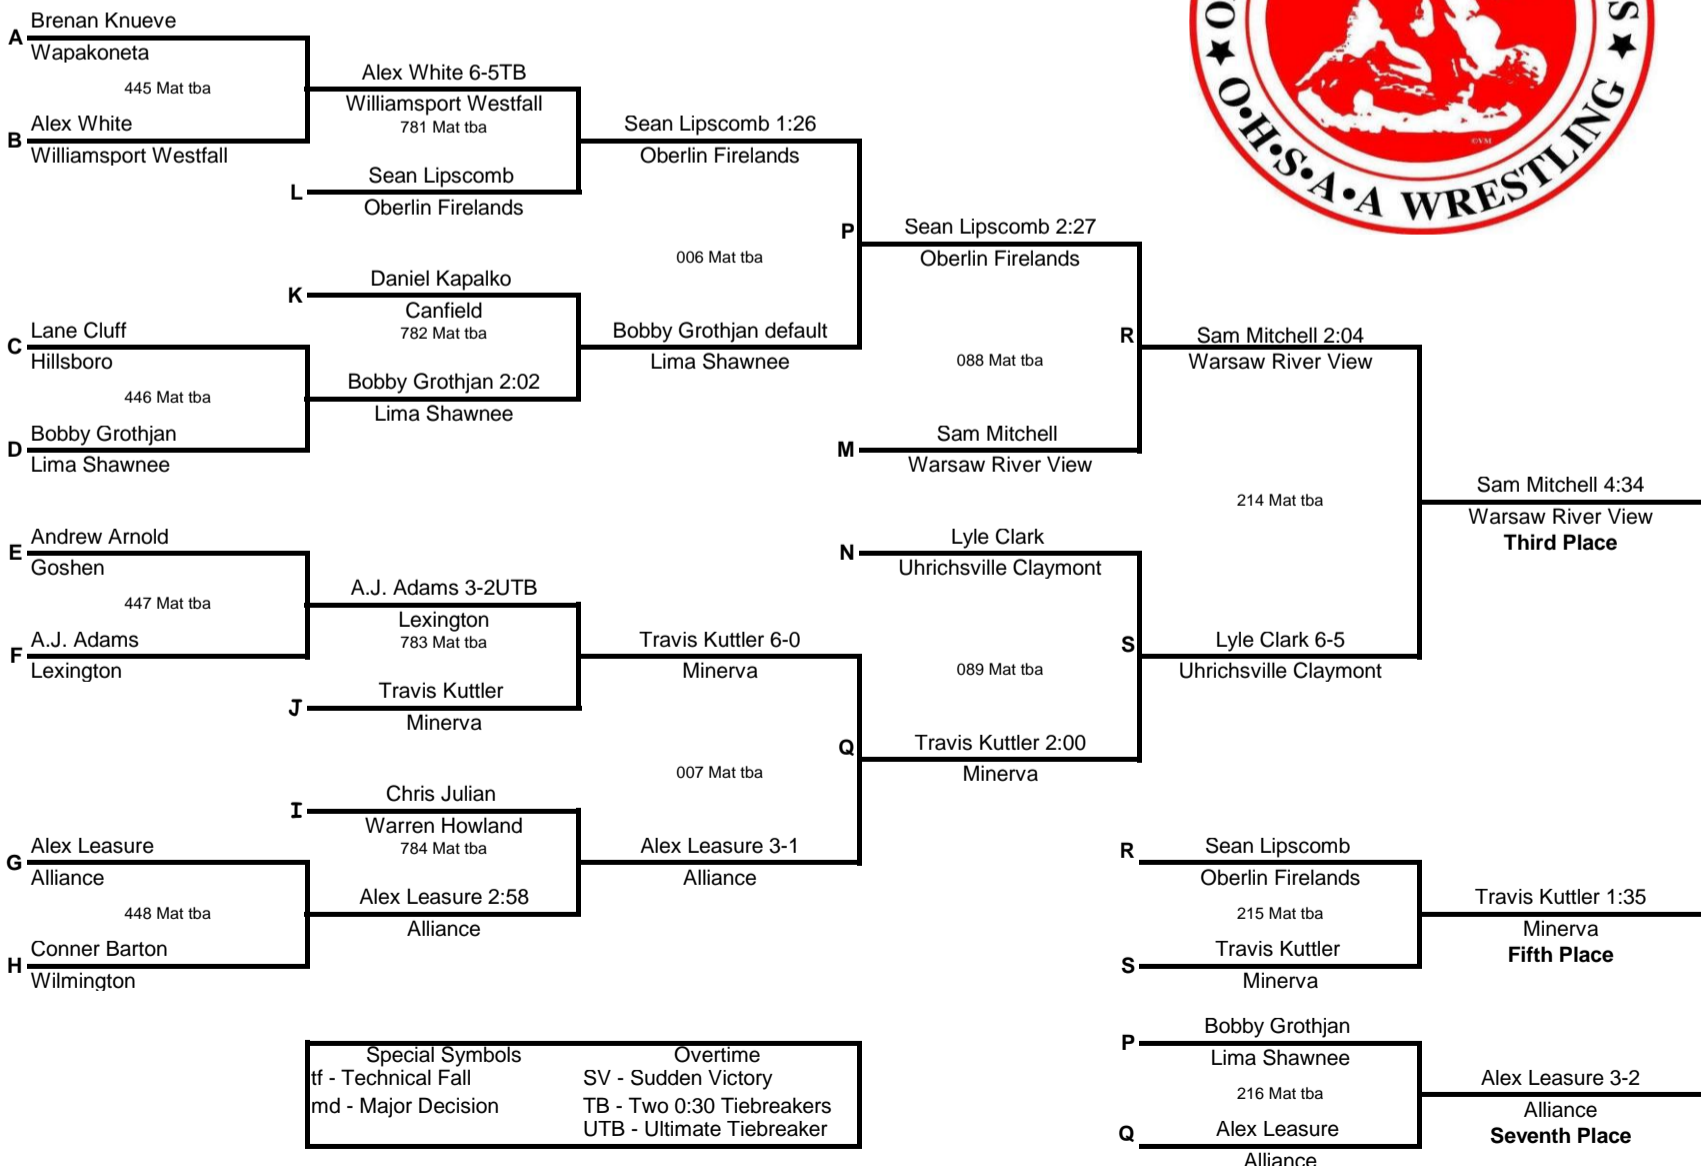 Brenan Knueve
A
Wapakoneta
445 Mat tba
Alex White
B
Williamsport Westfall
Alex White 6-5TB
Williamsport Westfall
781 Mat tba
Sean Lipscomb
L
Oberlin Firelands
Sean Lipscomb 1:26
Oberlin Firelands
006 Mat tba
Daniel Kapalko
K
Canfield
782 Mat tba
Lane Cluff
C
Hillsboro
446 Mat tba
Bobby Grothjan
D
Lima Shawnee
Bobby Grothjan 2:02
Lima Shawnee
Bobby Grothjan default
Lima Shawnee
P
Sean Lipscomb 2:27
Oberlin Firelands
088 Mat tba
Sam Mitchell
M
Warsaw River View
R
Sam Mitchell 2:04
Warsaw River View
214 Mat tba
Sam Mitchell 4:34
Warsaw River View
Third Place
Andrew Arnold
E
Goshen
447 Mat tba
A.J. Adams
F
Lexington
A.J. Adams 3-2UTB
Lexington
783 Mat tba
Travis Kuttler
J
Minerva
Travis Kuttler 6-0
Minerva
007 Mat tba
Chris Julian
I
Warren Howland
784 Mat tba
Alex Leasure
G
Alliance
448 Mat tba
Conner Barton
H
Wilmington
Alex Leasure 2:58
Alliance
Alex Leasure 3-1
Alliance
Lyle Clark
N
Uhrichsville Claymont
089 Mat tba
Q
Travis Kuttler 2:00
Minerva
S
Lyle Clark 6-5
Uhrichsville Claymont
R
Sean Lipscomb
Oberlin Firelands
215 Mat tba
Travis Kuttler
S
Minerva
Travis Kuttler 1:35
Minerva
Fifth Place
Bobby Grothjan
P
Lima Shawnee
216 Mat tba
Alex Leasure
Q
Alliance
Alex Leasure 3-2
Alliance
Seventh Place
Special Symbols
tf - Technical Fall
md - Major Decision
Overtime
SV - Sudden Victory
TB - Two 0:30 Tiebreakers
UTB - Ultimate Tiebreaker
O•H•S•A•A WRESTLING
©VM